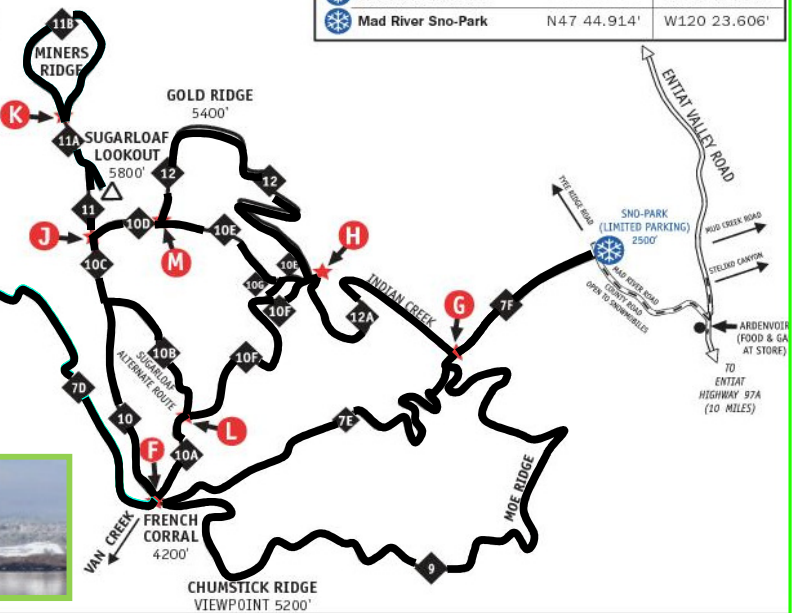 Mad River Sno-Park N47 44.914' W120 23.606'
11B
MINERS
RIDGE
K
11A
SUGARLOAF
LOOKOUT
5800'
GOLD RIDGE
5400'
12
12
11
J
10D
M
10E
H
10C
10E
10G
10F
12A
INDIAN CREEK
G
7F
TYEE RIDGE ROAD
ENTIAT VALLEY ROAD
SNO-PARK
(LIMITED PARKING)
2500'
MUD CREEK ROAD
STELIKO CANYON
MAD RIVER ROAD
COUNTY ROAD
OPEN TO SNOWMOBILES
ARDENVOIR
(FOOD & GA
AT STORE)
TO
ENTIAT
HIGHWAY 97A
(10 MILES)
10B
SUGARLOAF
ALTERNATE ROUTE
10F
7D
10
L
F
10A
7E
MOE RIDGE
FRENCH
CORRAL
4200'
VAN CREEK
9
CHUMSTICK RIDGE
VIEWPOINT 5200'